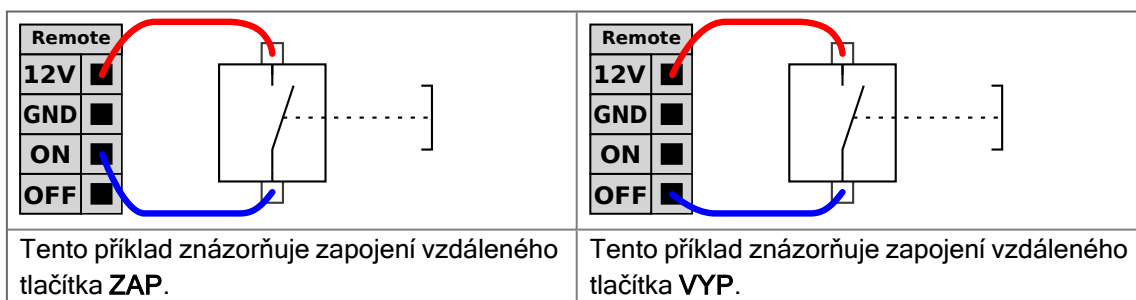 Remote
12V
GND
ON
OFF
Remote
12V
GND
ON
OFF
Tento příklad znázorňuje zapojení vzdáleného
tlačítka ZAP.
Tento příklad znázorňuje zapojení vzdáleného
tlačítka VYP.